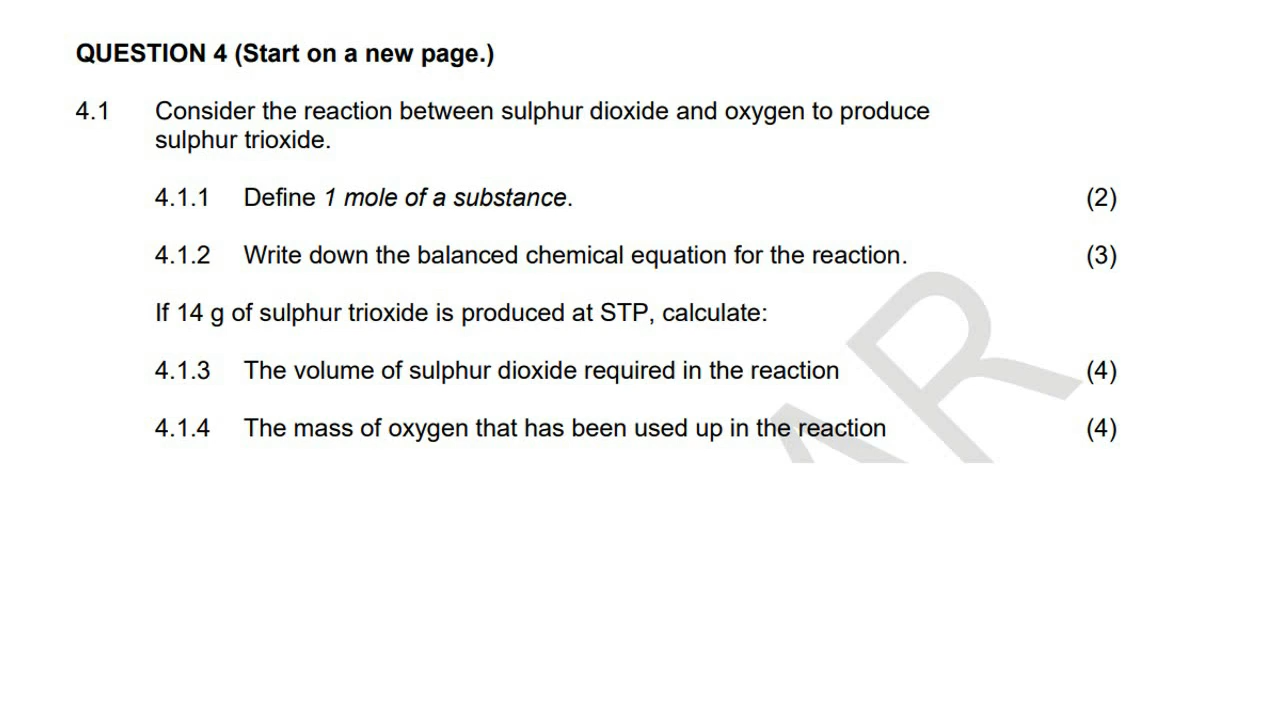 QUESTION 4 (Start on a new page.)
4.1 Consider the reaction between sulphur dioxide and oxygen to produce
sulphur trioxide.
4.1.1 Define 1 mole of a substance. (2)
4.1.2 Write down the balanced chemical equation for the reaction. (3)
If 14 g of sulphur trioxide is produced at STP, calculate:
4.1.3 The volume of sulphur dioxide required in the reaction (4)
4.1.4 The mass of oxygen that has been used up in the reaction (4)